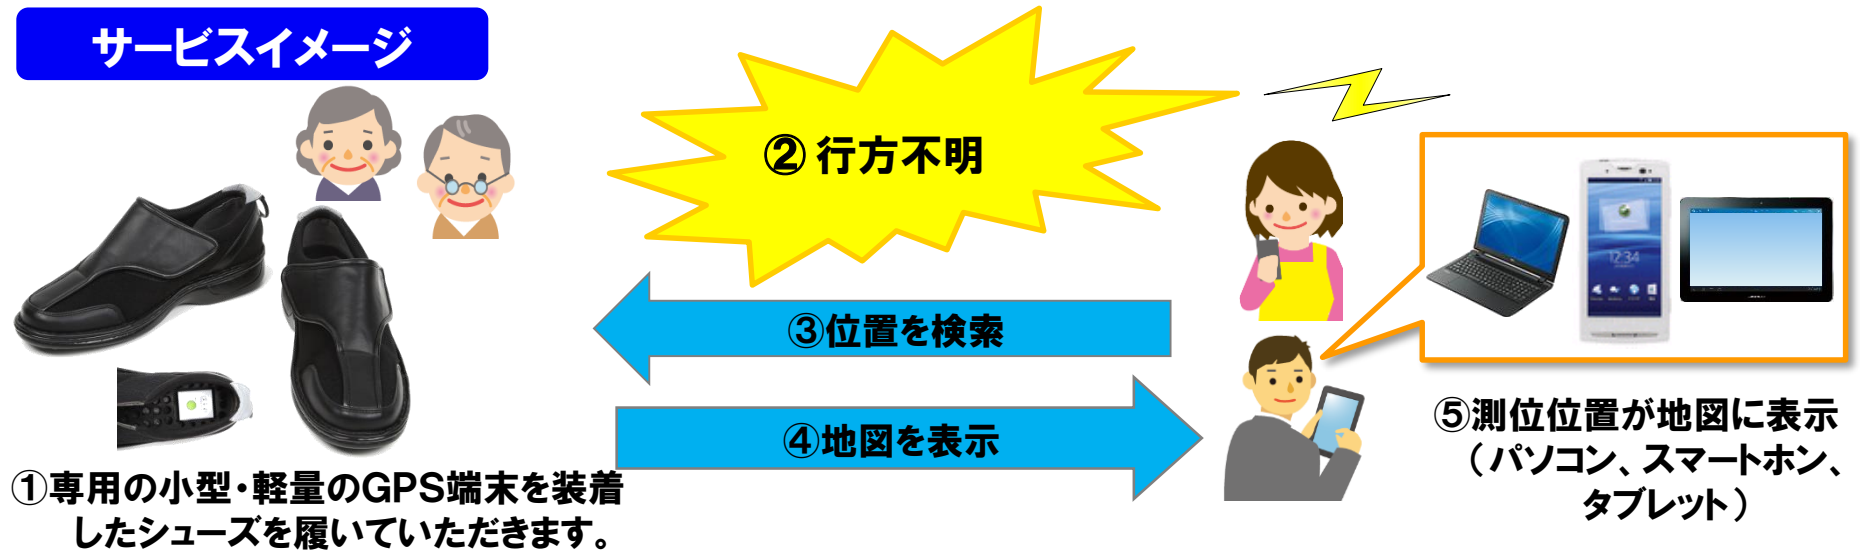 サービスイメージ
② 行方不明
③位置を検索
④地図を表示
①専用の小型・軽量のGPS端末を装着
したシューズを履いていただきます。
12:34
⑤測位位置が地図に表示
（パソコン、スマートホン、
タブレット）